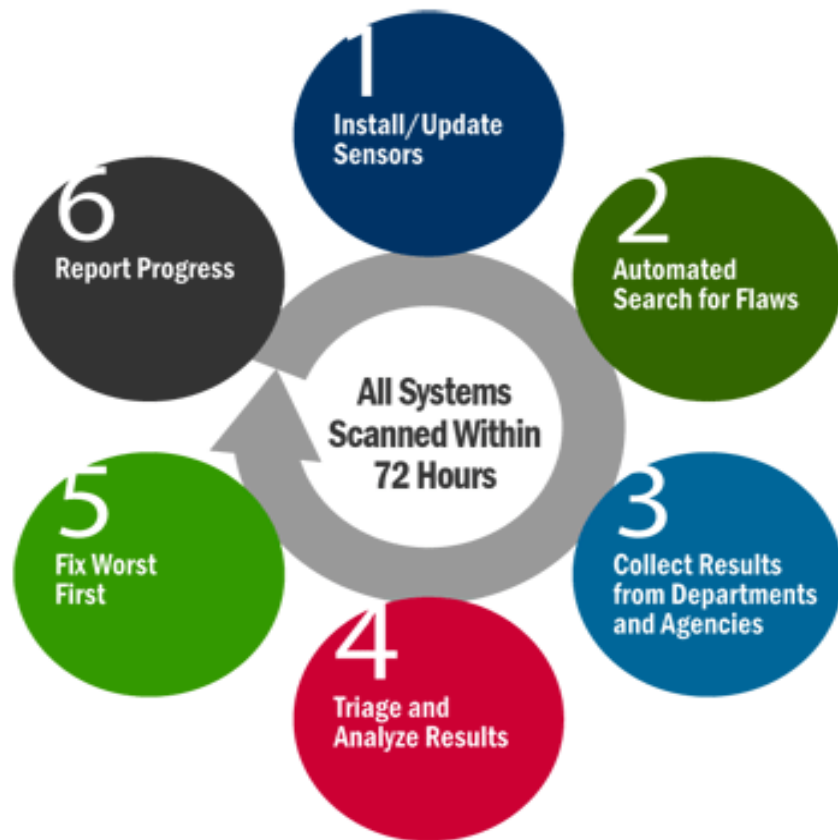 1
Install/Update
Sensors
2
Automated
Search for Flaws
3
Collect Results
from Departments
and Agencies
4
Triage and
Analyze Results
5
Fix Worst
First
6
Report Progress
All Systems
Scanned Within
72 Hours